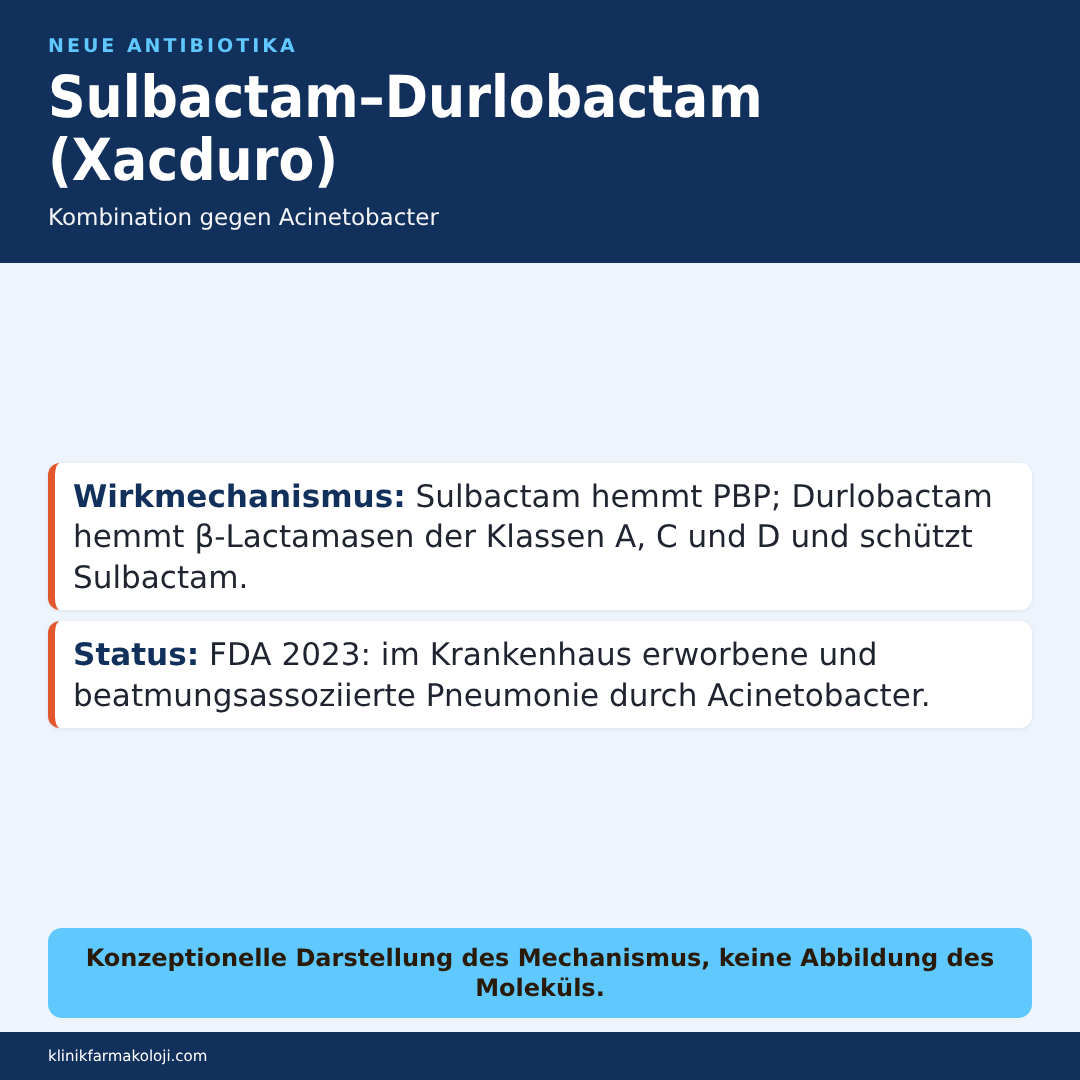 NEUE ANTIBIOTIKA
Sulbactam–Durlobactam
(Xacduro)
Kombination gegen Acinetobacter
Wirkmechanismus: Sulbactam hemmt PBP; Durlobactam
hemmt β-Lactamasen der Klassen A, C und D und schützt
Sulbactam.
Status: FDA 2023: im Krankenhaus erworbene und
beatmungsassoziierte Pneumonie durch Acinetobacter.
Konzeptionelle Darstellung des Mechanismus, keine Abbildung des
Moleküls.
klinikfarmakoloji.com